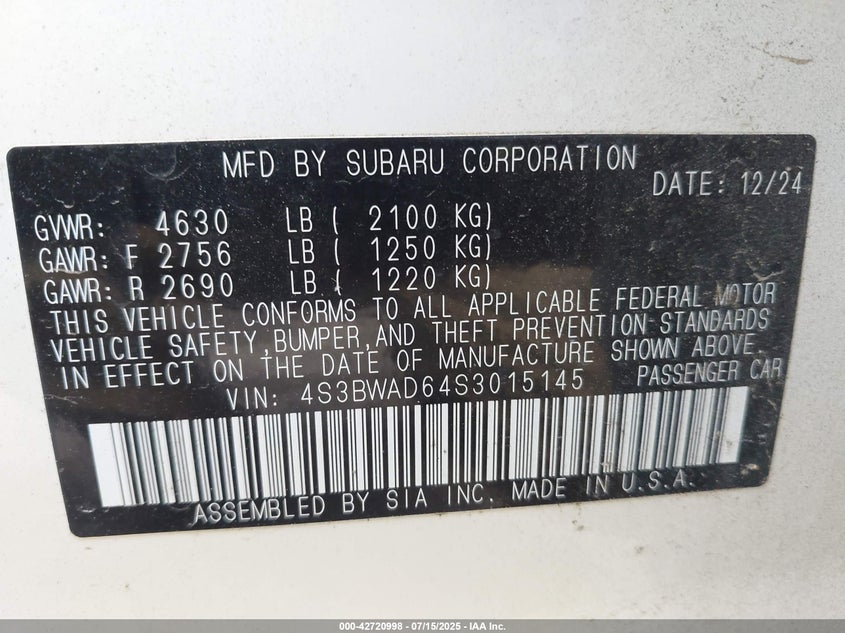 MFD BY SUBARU CORPORATION
DATE: 12/24
GVWR: 4630 LB ( 2100 KG)
GAWR: F 2756 LB ( 1250 KG)
GAWR: R 2690 LB ( 1220 KG)
THIS VEHICLE CONFORMS TO ALL APPLICABLE FEDERAL MOTOR
VEHICLE SAFETY,BUMPER,AND THEFT PREVENTION STANDARDS
IN EFFECT ON THE DATE OF MANUFACTURE SHOWN ABOVE.
VIN: 4S3BWAD64S3015145 PASSENGER CAR
ASSEMBLED BY SIA INC. MADE IN U.S.A.
000-42720998 - 07/15/2025 - IAA Inc.